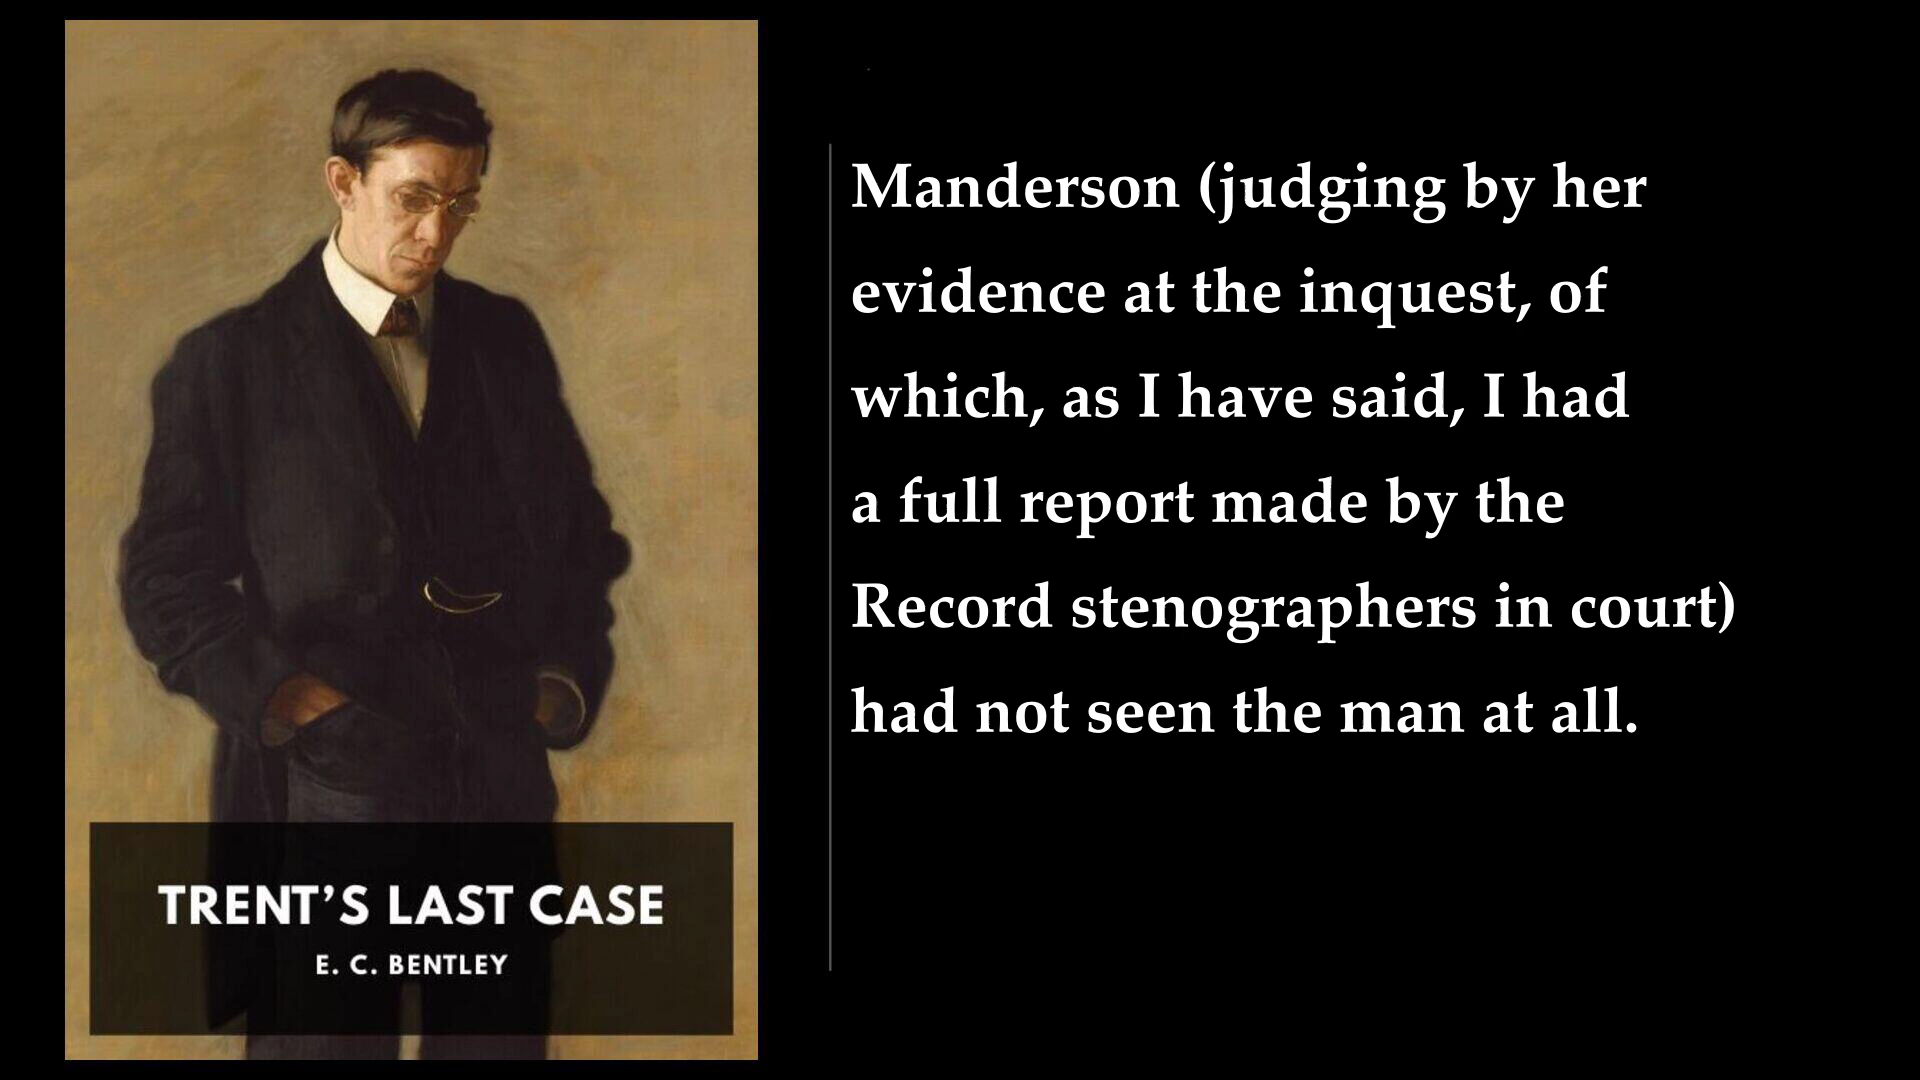 Manderson (judging by her
evidence at the inquest, of
which, as I have said, I had
a full report made by the
Record stenographers in court)
had not seen the man at all.
TRENT’S LAST CASE
E. C. BENTLEY